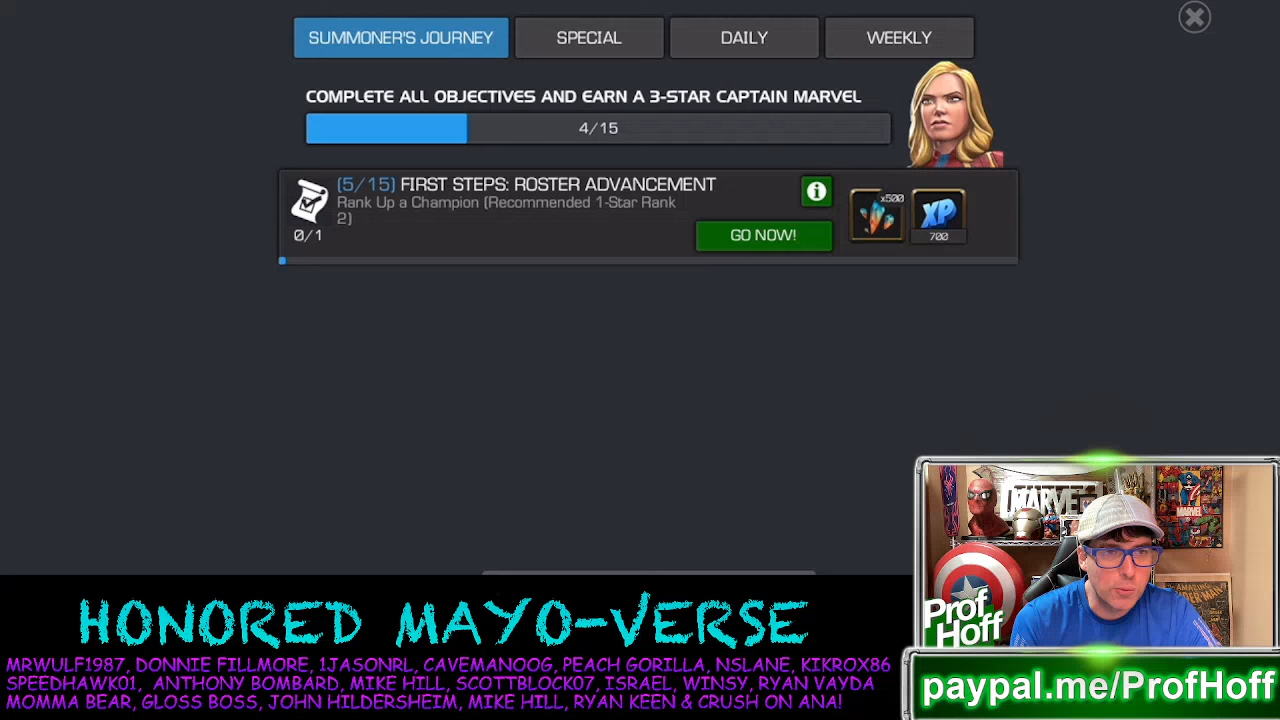 SUMMONER'S JOURNEY
SPECIAL
DAILY
WEEKLY
COMPLETE ALL OBJECTIVES AND EARN A 3-STAR CAPTAIN MARVEL
4/15
(5/15) FIRST STEPS: ROSTER ADVANCEMENT
Rank Up a Champion (Recommended 1-Star Rank
2)
0/1
GO NOW!
x500
XP
700
MARVEL
MARVEL
AMAZING
Prof
Hoff
HONORED MAYO-VERSE
MRWULF1987, DONNIE FILLMORE, 1JASONRL, CAVEMANOOG, PEACH GORILLA, NSLANE, KIKROX86
SPEEDHAWK01, ANTHONY BOMBARD, MIKE HILL, SCOTTBLOCK07, ISRAEL, WINSY, RYAN VAYDA
MOMMA BEAR, GLOSS BOSS, JOHN HILDERSHEIM, MIKE HILL, RYAN KEEN & CRUSH ON ANA!
paypal.me/ProfHoff